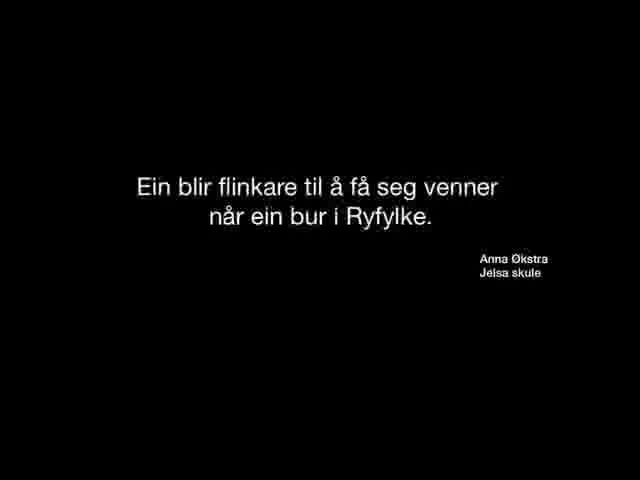 Ein blir flinkare til å få seg venner
når ein bur i Ryfylke.
Anna Økstra
Jelsa skule